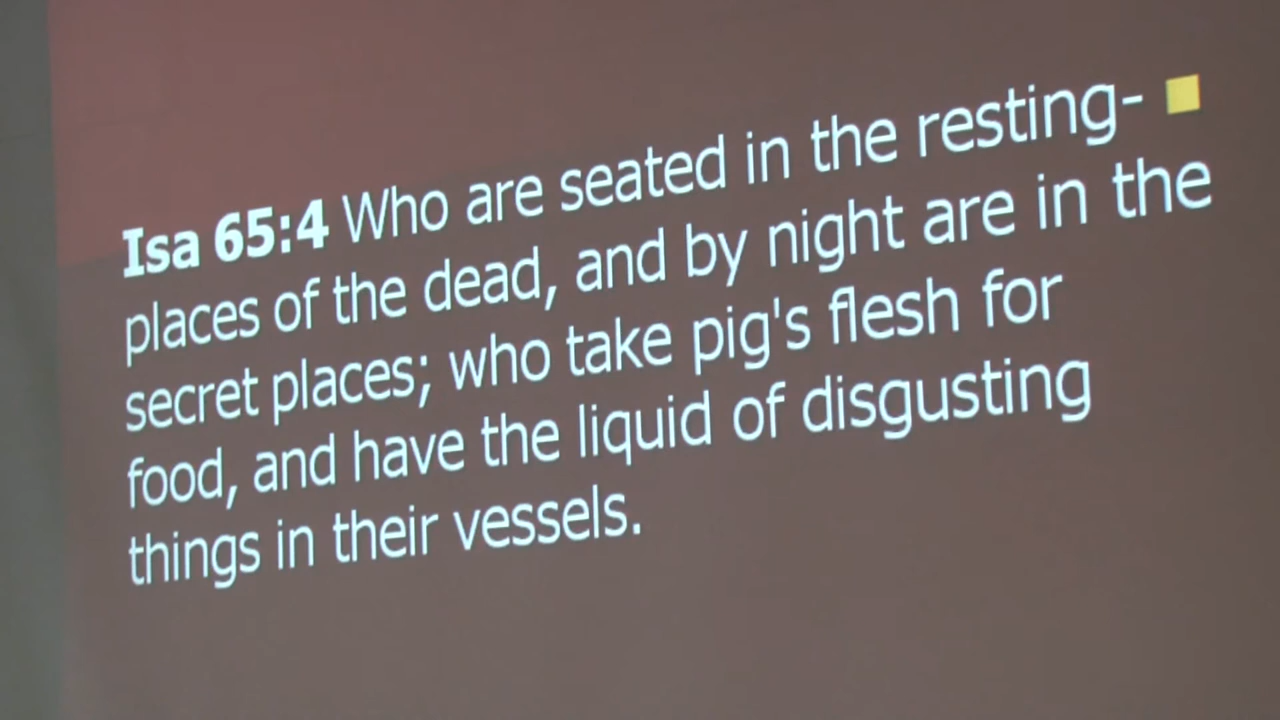 Isa 65:4 Who are seated in the resting-
places of the dead, and by night are in the
secret places; who take pig's flesh for
food, and have the liquid of disgusting
things in their vessels.